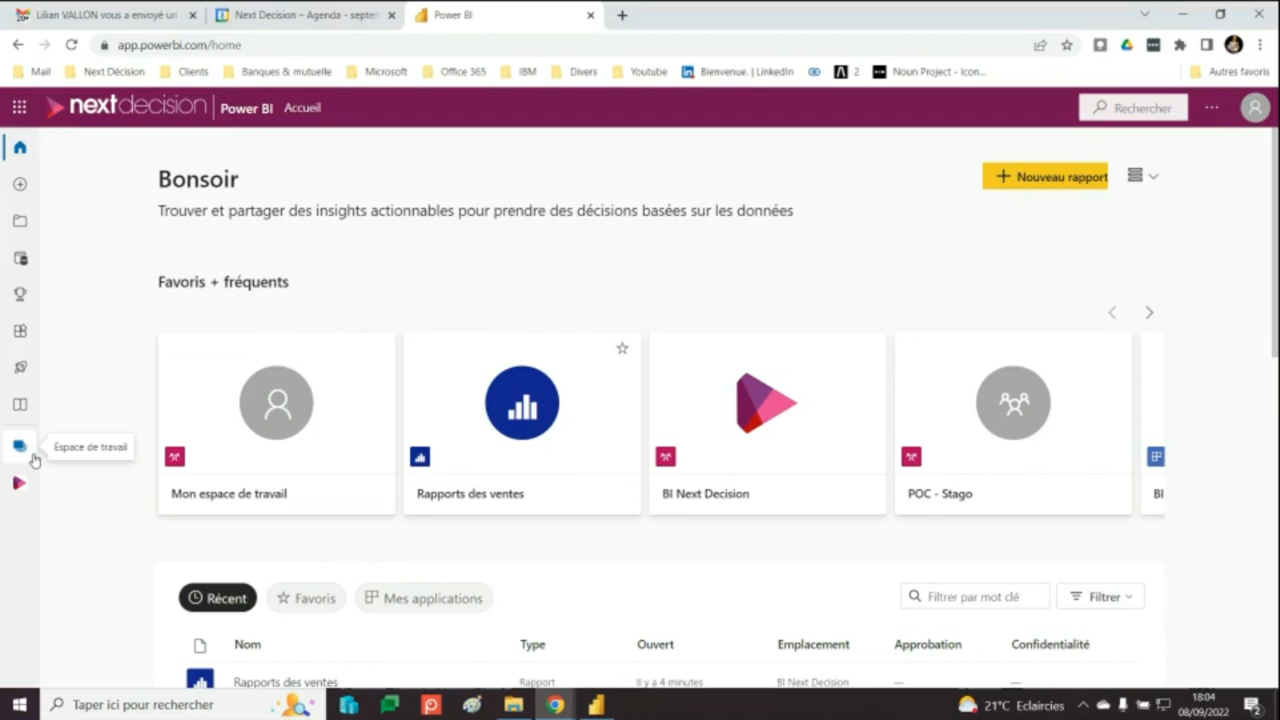 Lilian VALLON vous a envoyé un
Next Decision – Agenda - septem
Power BI
app.powerbi.com/home
Mail
Next Décision
Clients
Banques & mutuelle
Microsoft
Office 365
IBM
Divers
Youtube
Bienvenue. | LinkedIn
2
Noun Project - Icon...
Autres favoris
nextdecision
Power BI
Accueil
Rechercher
Bonsoir
Nouveau rapport
Trouver et partager des insights actionnables pour prendre des décisions basées sur les données
Favoris + fréquents
Espace de travail
Mon espace de travail
Rapports des ventes
BI Next Decision
POC - Stago
BI
Récent
Favoris
Mes applications
Filtrer par mot clé
Filtrer
Nom
Type
Ouvert
Emplacement
Approbation
Confidentialité
Rapports des ventes
Rapport
Il y a 4 minutes
BI Next Decision
—
—
Taper ici pour rechercher
21°C Eclaircies
18:04
08/09/2022
2